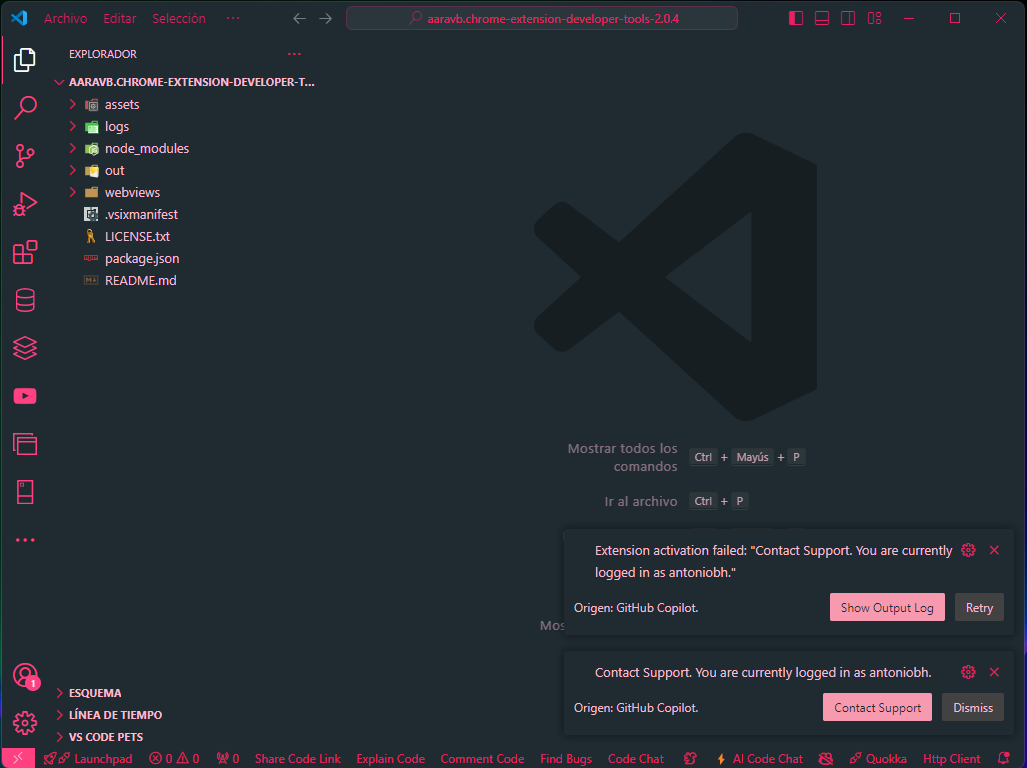 Archivo Editar Selección ··· aaravb.chrome-extension-developer-tools-2.0.4
EXPLORADOR ···
AARAVB.CHROME-EXTENSION-DEVELOPER-T...
assets
logs
node_modules
out
webviews
.vsixmanifest
LICENSE.txt
package.json
README.md
Mostrar todos los
comandos
Ctrl + Mayús + P
Ir al archivo Ctrl + P
Extension activation failed: "Contact Support. You are currently
logged in as antoniobh."
Origen: GitHub Copilot. Show Output Log Retry
Mos
Contact Support. You are currently logged in as antoniobh.
Origen: GitHub Copilot. Contact Support Dismiss
1
ESQUEMA
LÍNEA DE TIEMPO
VS CODE PETS
Launchpad 0 0 0 Share Code Link Explain Code Comment Code Find Bugs Code Chat AI Code Chat Quokka Http Client